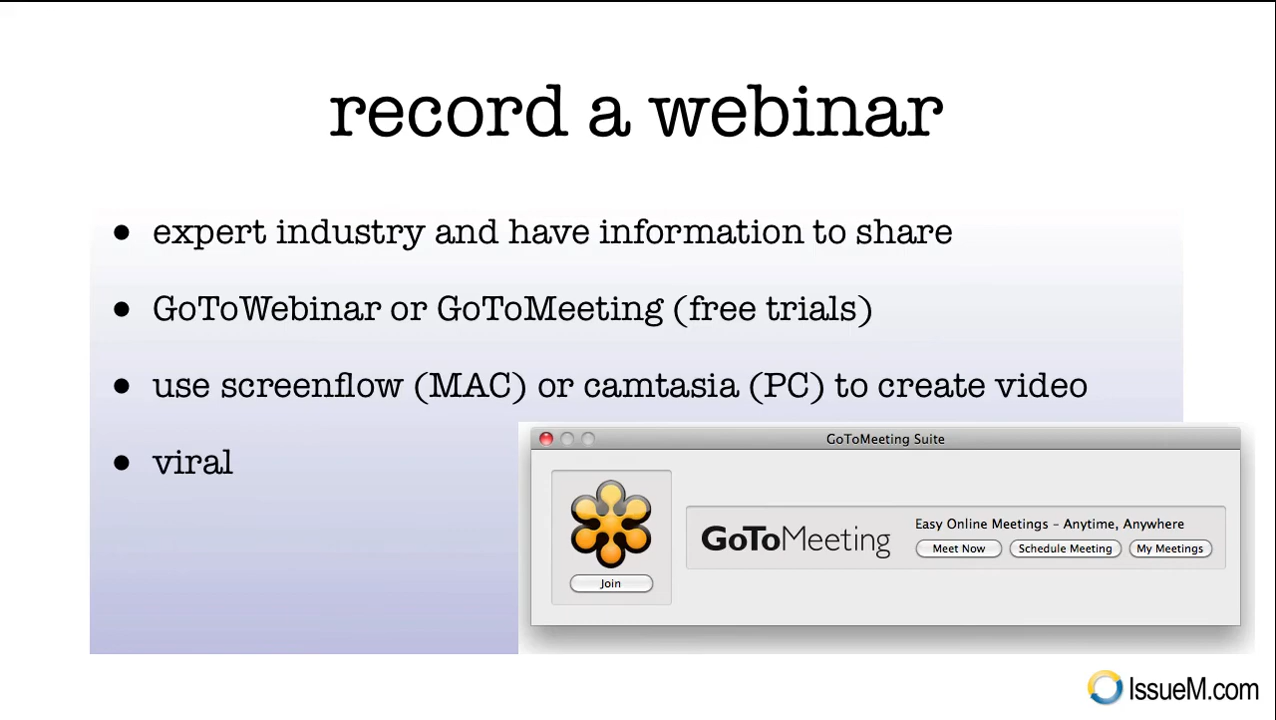 record a webinar
• expert industry and have information to share
• GoToWebinar or GoToMeeting (free trials)
• use screenflow (MAC) or camtasia (PC) to create video
• viral
GoToMeeting Suite
Join
GoToMeeting
Easy Online Meetings – Anytime, Anywhere
Meet Now Schedule Meeting My Meetings
IssueM.com